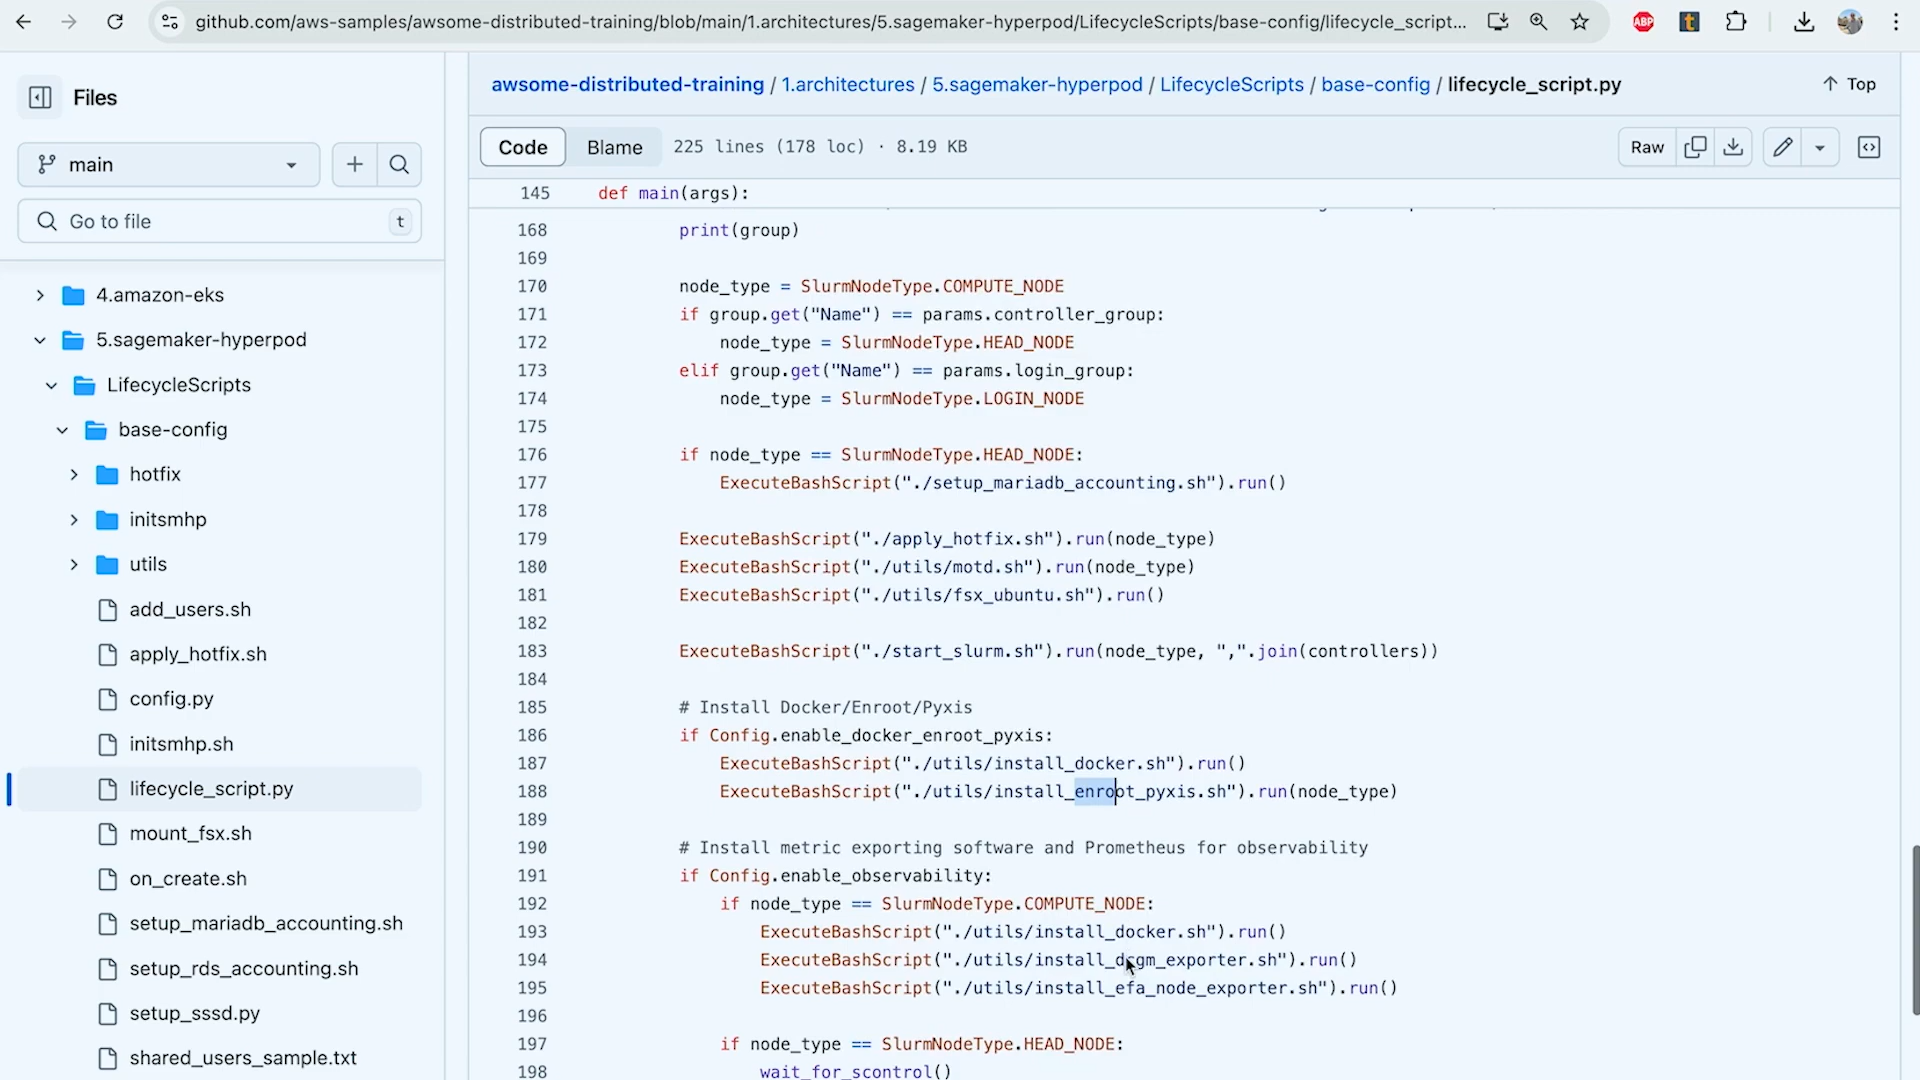 github.com/aws-samples/awsome-distributed-training/blob/main/1.architectures/5.sagemaker-hyperpod/LifecycleScripts/base-config/lifecycle_script...
ABP
t
Files
awsome-distributed-training / 1.architectures / 5.sagemaker-hyperpod / LifecycleScripts / base-config / lifecycle_script.py
Top
main
Code Blame 225 lines (178 loc) · 8.19 KB
Raw
Go to file t
145 def main(args):
168 print(group)
169
170 node_type = SlurmNodeType.COMPUTE_NODE
171 if group.get("Name") == params.controller_group:
172 node_type = SlurmNodeType.HEAD_NODE
173 elif group.get("Name") == params.login_group:
174 node_type = SlurmNodeType.LOGIN_NODE
175
176 if node_type == SlurmNodeType.HEAD_NODE:
177 ExecuteBashScript("./setup_mariadb_accounting.sh").run()
178
179 ExecuteBashScript("./apply_hotfix.sh").run(node_type)
180 ExecuteBashScript("./utils/motd.sh").run(node_type)
181 ExecuteBashScript("./utils/fsx_ubuntu.sh").run()
182
183 ExecuteBashScript("./start_slurm.sh").run(node_type, ",".join(controllers))
184
185 # Install Docker/Enroot/Pyxis
186 if Config.enable_docker_enroot_pyxis:
187 ExecuteBashScript("./utils/install_docker.sh").run()
188 ExecuteBashScript("./utils/install_enroot_pyxis.sh").run(node_type)
189
190 # Install metric exporting software and Prometheus for observability
191 if Config.enable_observability:
192 if node_type == SlurmNodeType.COMPUTE_NODE:
193 ExecuteBashScript("./utils/install_docker.sh").run()
194 ExecuteBashScript("./utils/install_dcgm_exporter.sh").run()
195 ExecuteBashScript("./utils/install_efa_node_exporter.sh").run()
196
197 if node_type == SlurmNodeType.HEAD_NODE:
198 wait_for_scontrol()
4.amazon-eks
5.sagemaker-hyperpod
LifecycleScripts
base-config
hotfix
initsmhp
utils
add_users.sh
apply_hotfix.sh
config.py
initsmhp.sh
lifecycle_script.py
mount_fsx.sh
on_create.sh
setup_mariadb_accounting.sh
setup_rds_accounting.sh
setup_sssd.py
shared_users_sample.txt